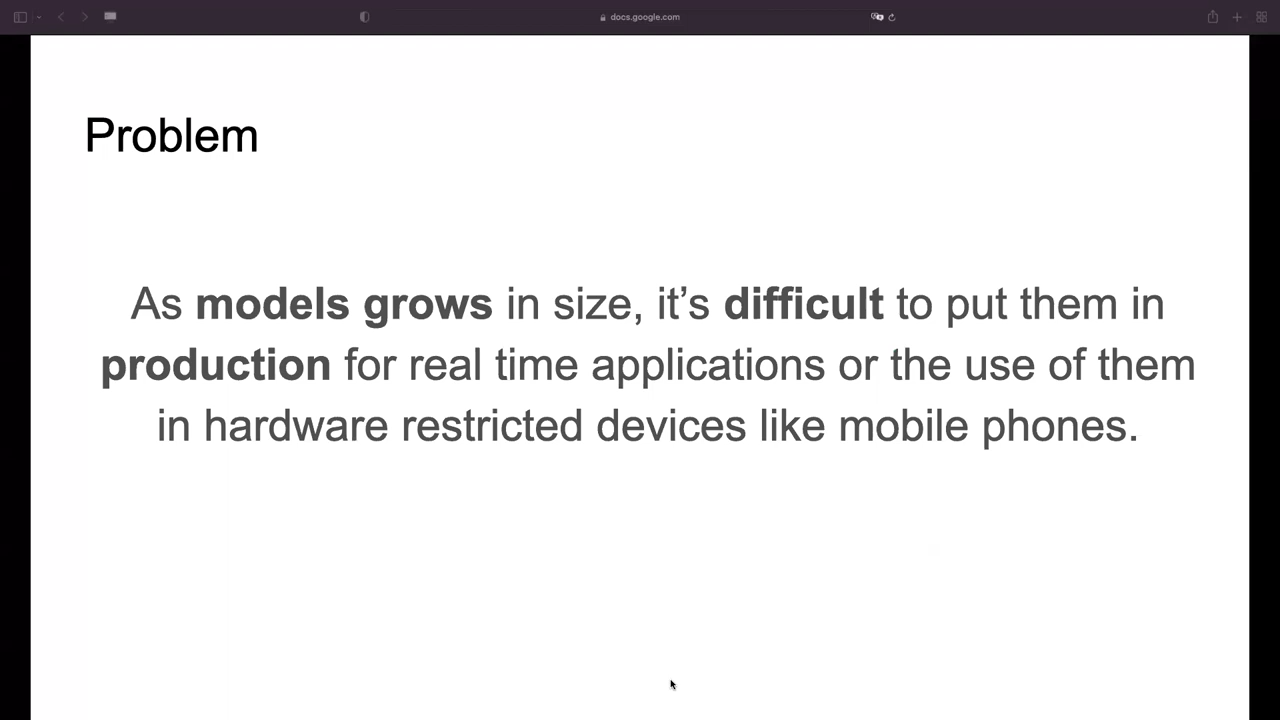 docs.google.com
Problem
As models grows in size, it’s difficult to put them in
production for real time applications or the use of them
in hardware restricted devices like mobile phones.